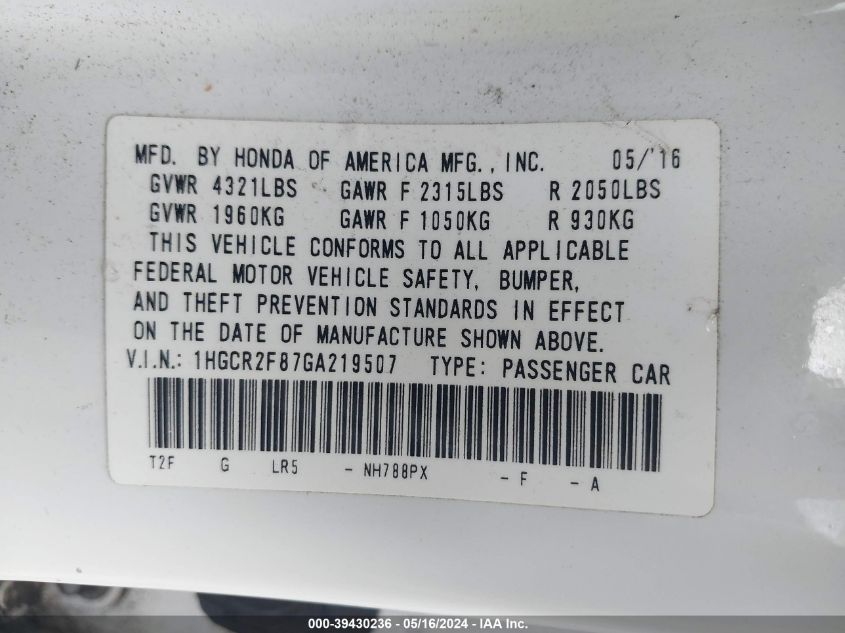 MFD. BY HONDA OF AMERICA MFG., INC. 05/'16
GVWR 4321LBS GAWR F 2315LBS R 2050LBS
GVWR 1960KG GAWR F 1050KG R 930KG
THIS VEHICLE CONFORMS TO ALL APPLICABLE
FEDERAL MOTOR VEHICLE SAFETY, BUMPER,
AND THEFT PREVENTION STANDARDS IN EFFECT
ON THE DATE OF MANUFACTURE SHOWN ABOVE.
V.I.N.: 1HGCR2F87GA219507 TYPE: PASSENGER CAR
T2F G LR5 - NH788PX - F - A
000-39430236 - 05/16/2024 - IAA Inc.